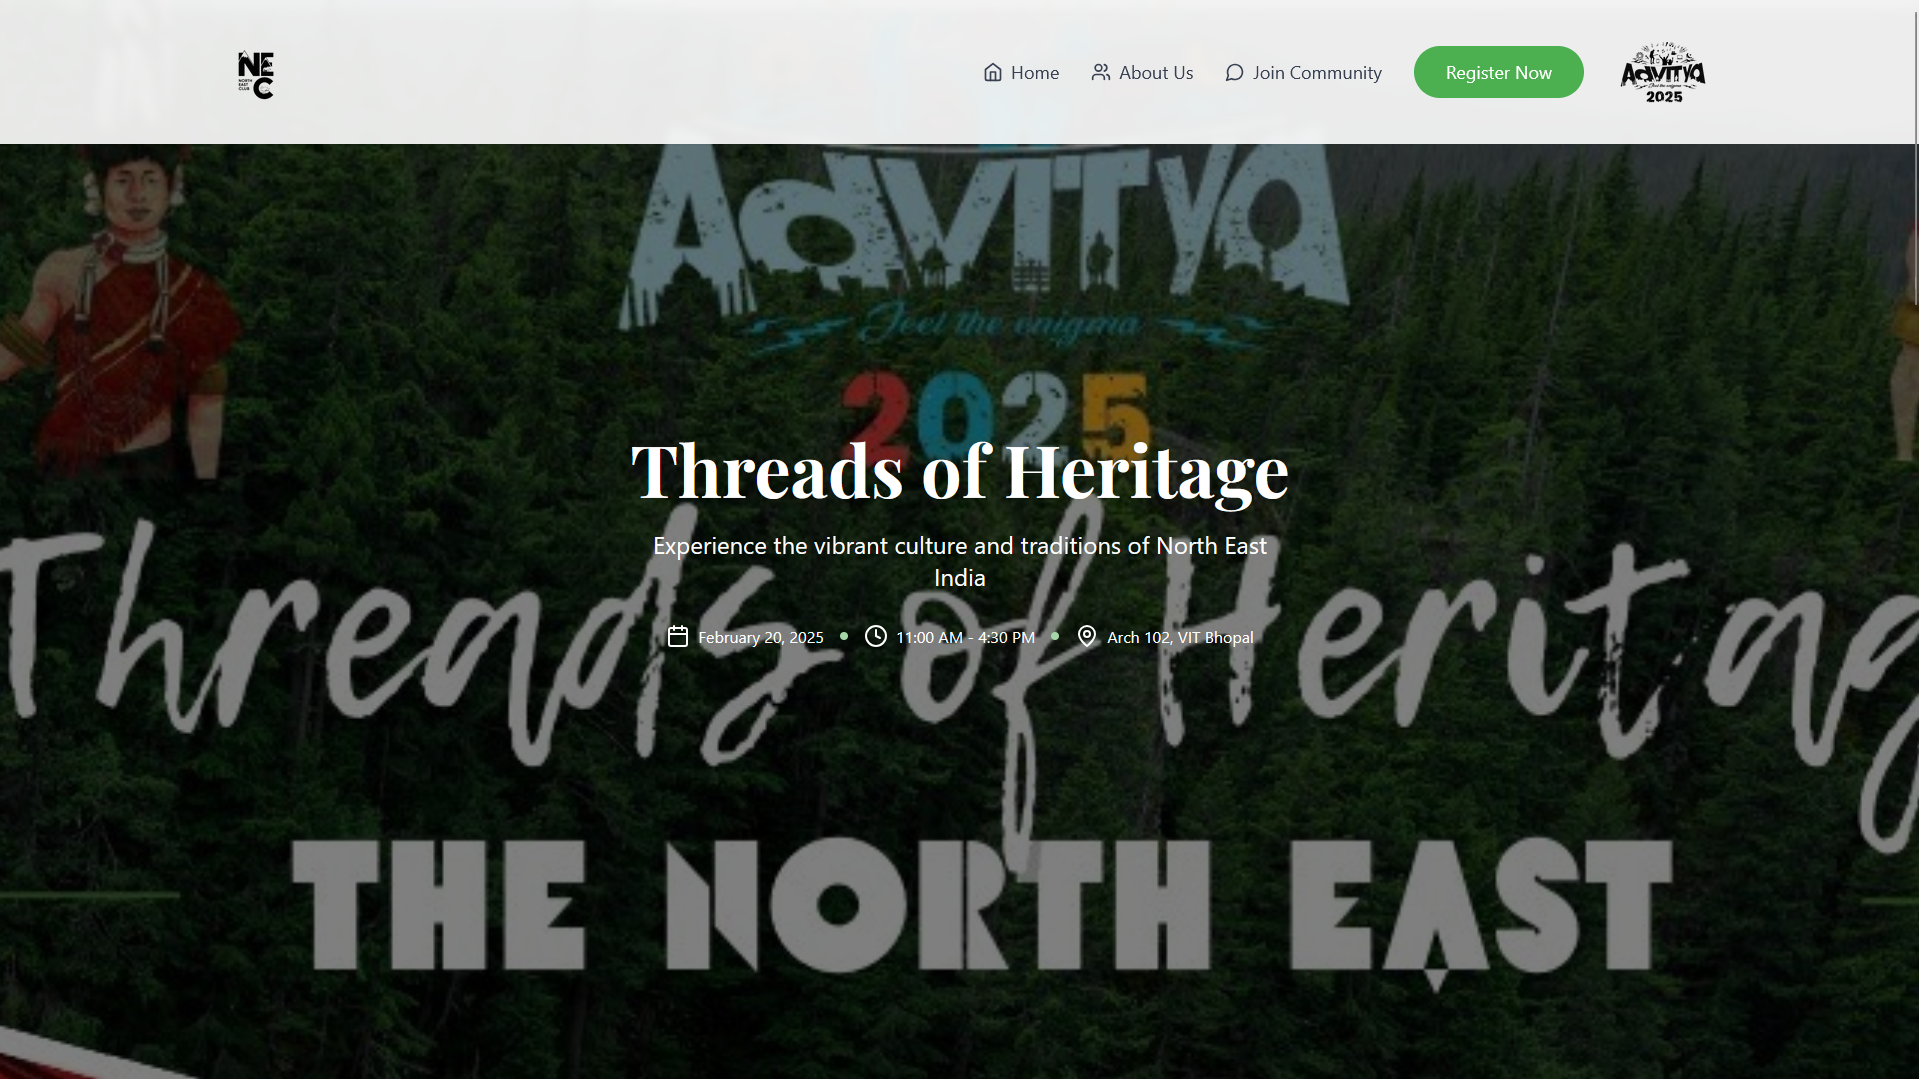 NE
NORTH
EAST
CLUB
C
Home
About Us
Join Community
Register Now
AdVITYA
Feel the enigma
2025
AdVITYA
Feel the enigma
2025
Threads of Heritage
Experience the vibrant culture and traditions of North East
India
February 20, 2025 • 11:00 AM - 4:30 PM • Arch 102, VIT Bhopal
Threads of Heritag
THE NORTH EAST